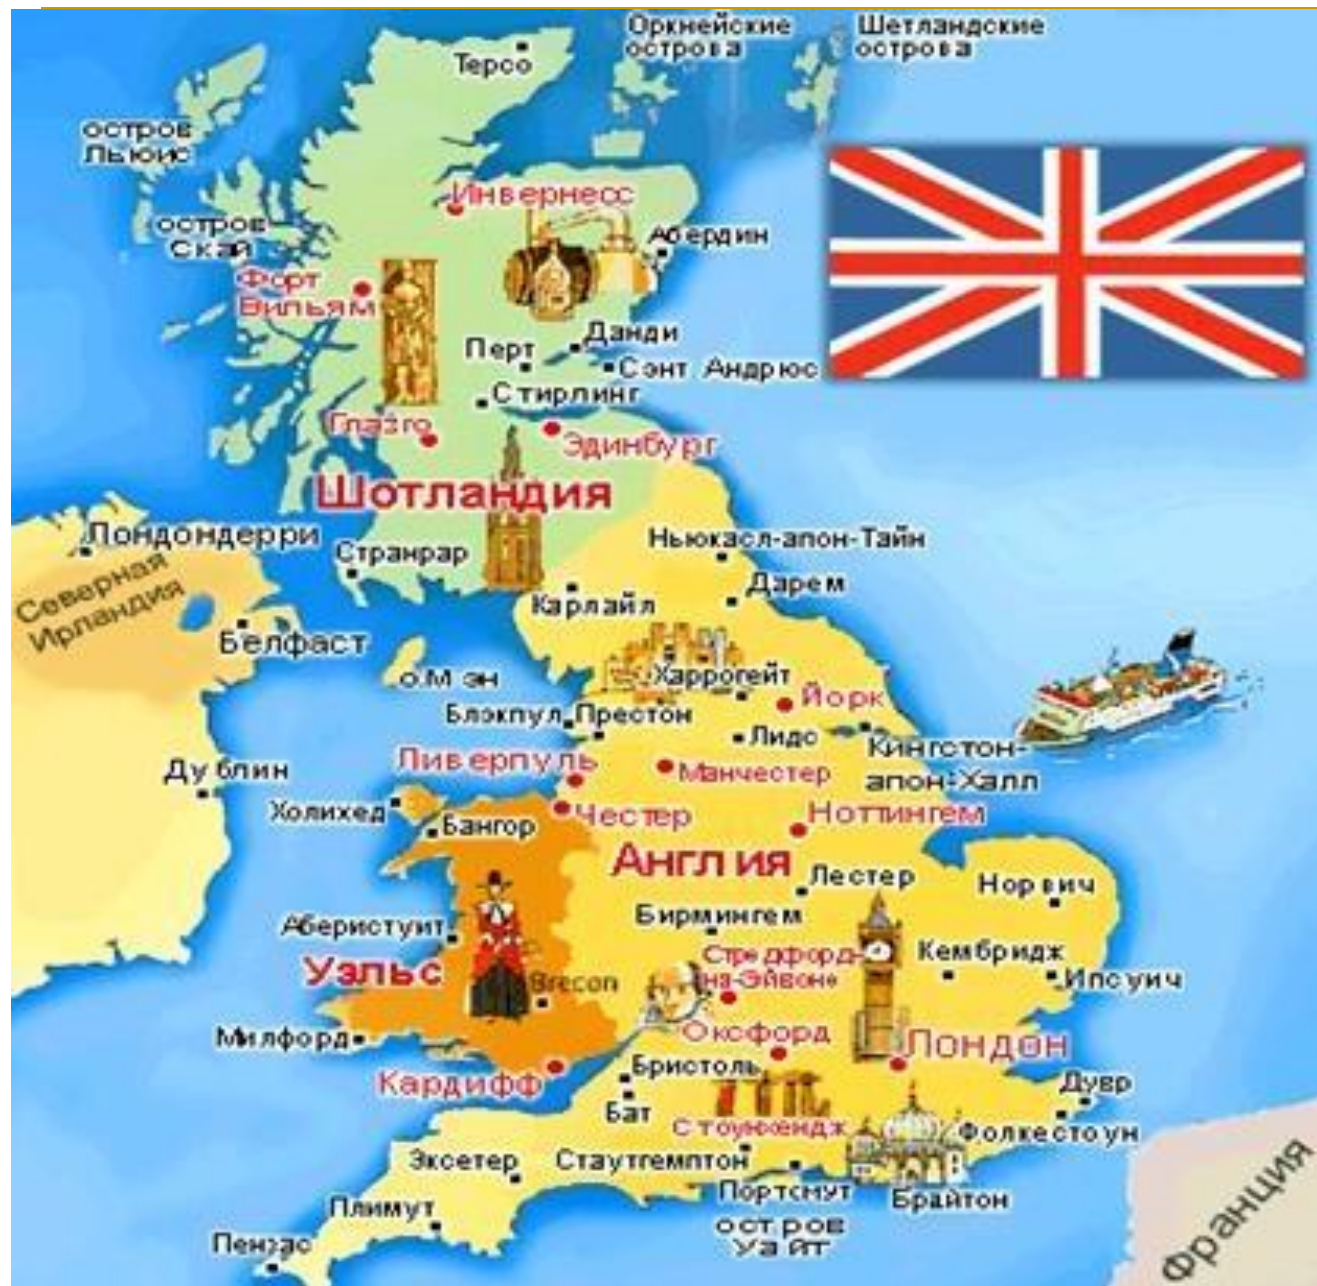 Оркнейские
острова
Шетландские
острова
Терсо
остров
Льюис
остров
Скай
Инвернесс
Абердин
Форт
Вильям
Данди
Перт
Сэнт Андрюс
Стирлинг
Глазго
Эдинбург
Шотландия
Лондондерри
Странрар
Ньюкасл-апон-Тайн
Северная
Ирландия
Дарем
Карлайл
Белфаст
о.Мэн
Харрогейт
Йорк
Блэкпул
Престон
Лидс
Кингстон-
апон-Халл
Ливерпуль
Манчестер
Дублин
Холихед
Бангор
Честер
Ноттингем
Англия
Лестер
Норвич
Бирмингем
Аберистуит
Уэльс
Стредфорд-
на-Эйвоне
Кембридж
Ипсуич
Brecon
Милфорд
Оксфорд
Лондон
Кардифф
Бристоль
Бат
Дувр
Стоунхендж
Фолкестоун
Эксетер
Стаутгемптон
Портсмут
Брайтон
остров
Уайт
Плимут
Пензас
Франция